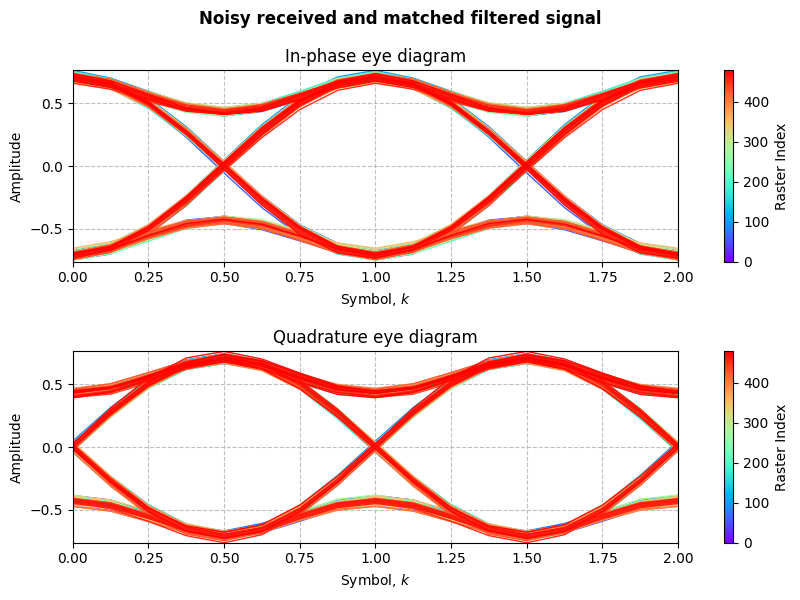 Noisy received and matched filtered signal
In-phase eye diagram
Amplitude
0.5
0.0
−0.5
0.00 0.25 0.50 0.75 1.00 1.25 1.50 1.75 2.00
Symbol, k
400
300
200
100
0
Raster Index
Quadrature eye diagram
Amplitude
0.5
0.0
−0.5
0.00 0.25 0.50 0.75 1.00 1.25 1.50 1.75 2.00
Symbol, k
400
300
200
100
0
Raster Index